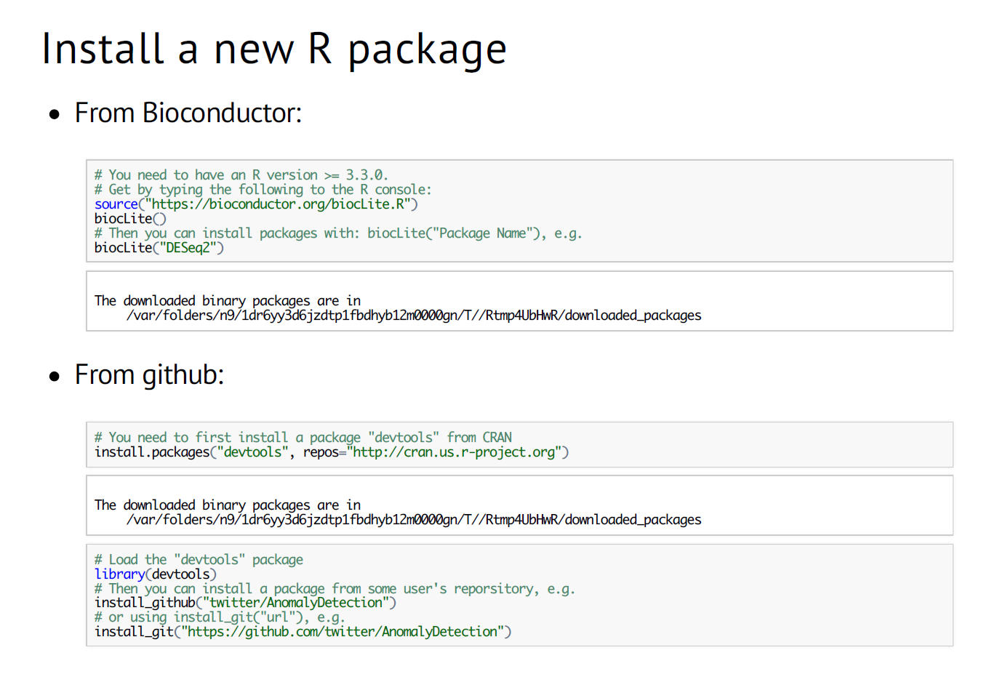 Install a new R package
• From Bioconductor:
# You need to have an R version >= 3.3.0.
# Get by typing the following to the R console:
source("https://bioconductor.org/biocLite.R")
biocLite()
# Then you can install packages with: biocLite("Package Name"), e.g.
biocLite("DESeq2")
The downloaded binary packages are in
/var/folders/n9/1dr6yy3d6jzdtp1fbdhyb12m0000gn/T//Rtmp4UbHwR/downloaded_packages
• From github:
# You need to first install a package "devtools" from CRAN
install.packages("devtools", repos="http://cran.us.r-project.org")
The downloaded binary packages are in
/var/folders/n9/1dr6yy3d6jzdtp1fbdhyb12m0000gn/T//Rtmp4UbHwR/downloaded_packages
# Load the "devtools" package
library(devtools)
# Then you can install a package from some user's reporsitory, e.g.
install_github("twitter/AnomalyDetection")
# or using install_git("url"), e.g.
install_git("https://github.com/twitter/AnomalyDetection")